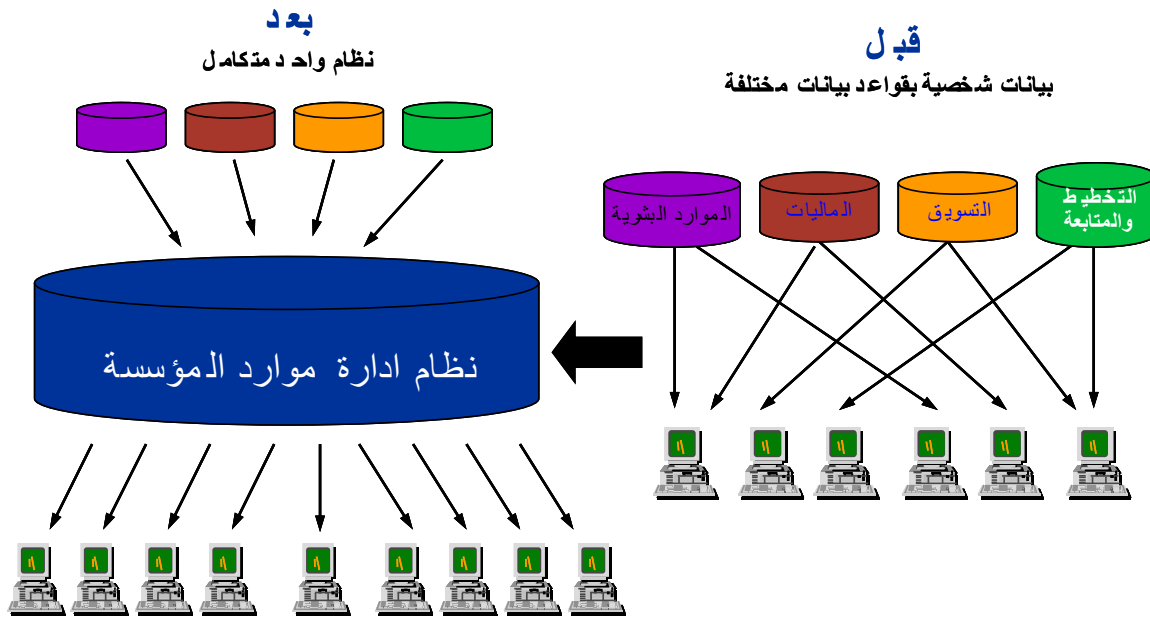 قبل
بيانات شخصية بقواعد بيانات مختلفة
التخطيط
والمتابعة
التسويق
الماليات
الموارد البشوية
بعد
نظام واحد متكامل
نظام ادارة موارد المؤسسة